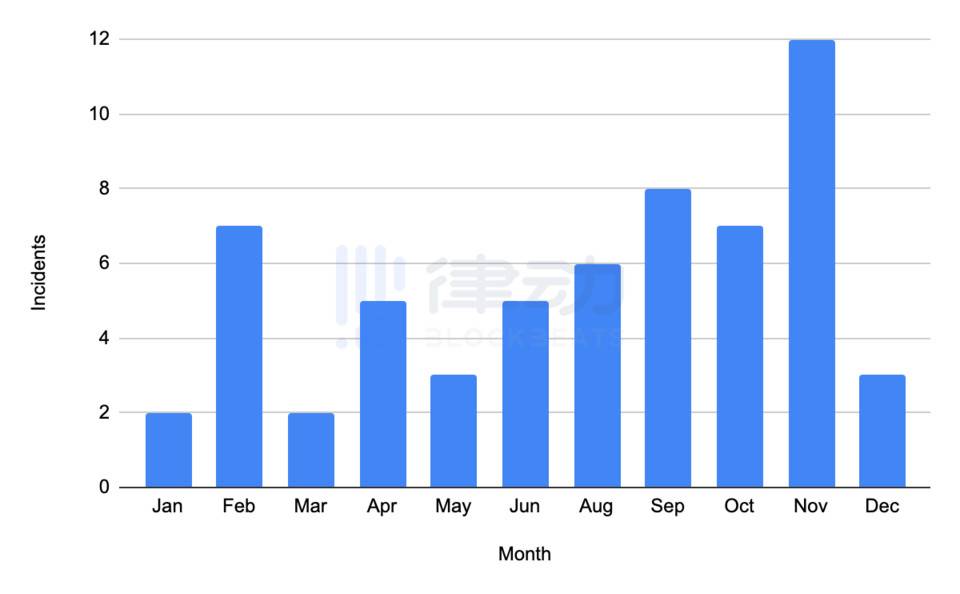 12
10
8
6
4
2
0
Incidents
律动
BLOCKBEATS
Jan Feb Mar Apr May Jun Aug Sep Oct Nov Dec
Month